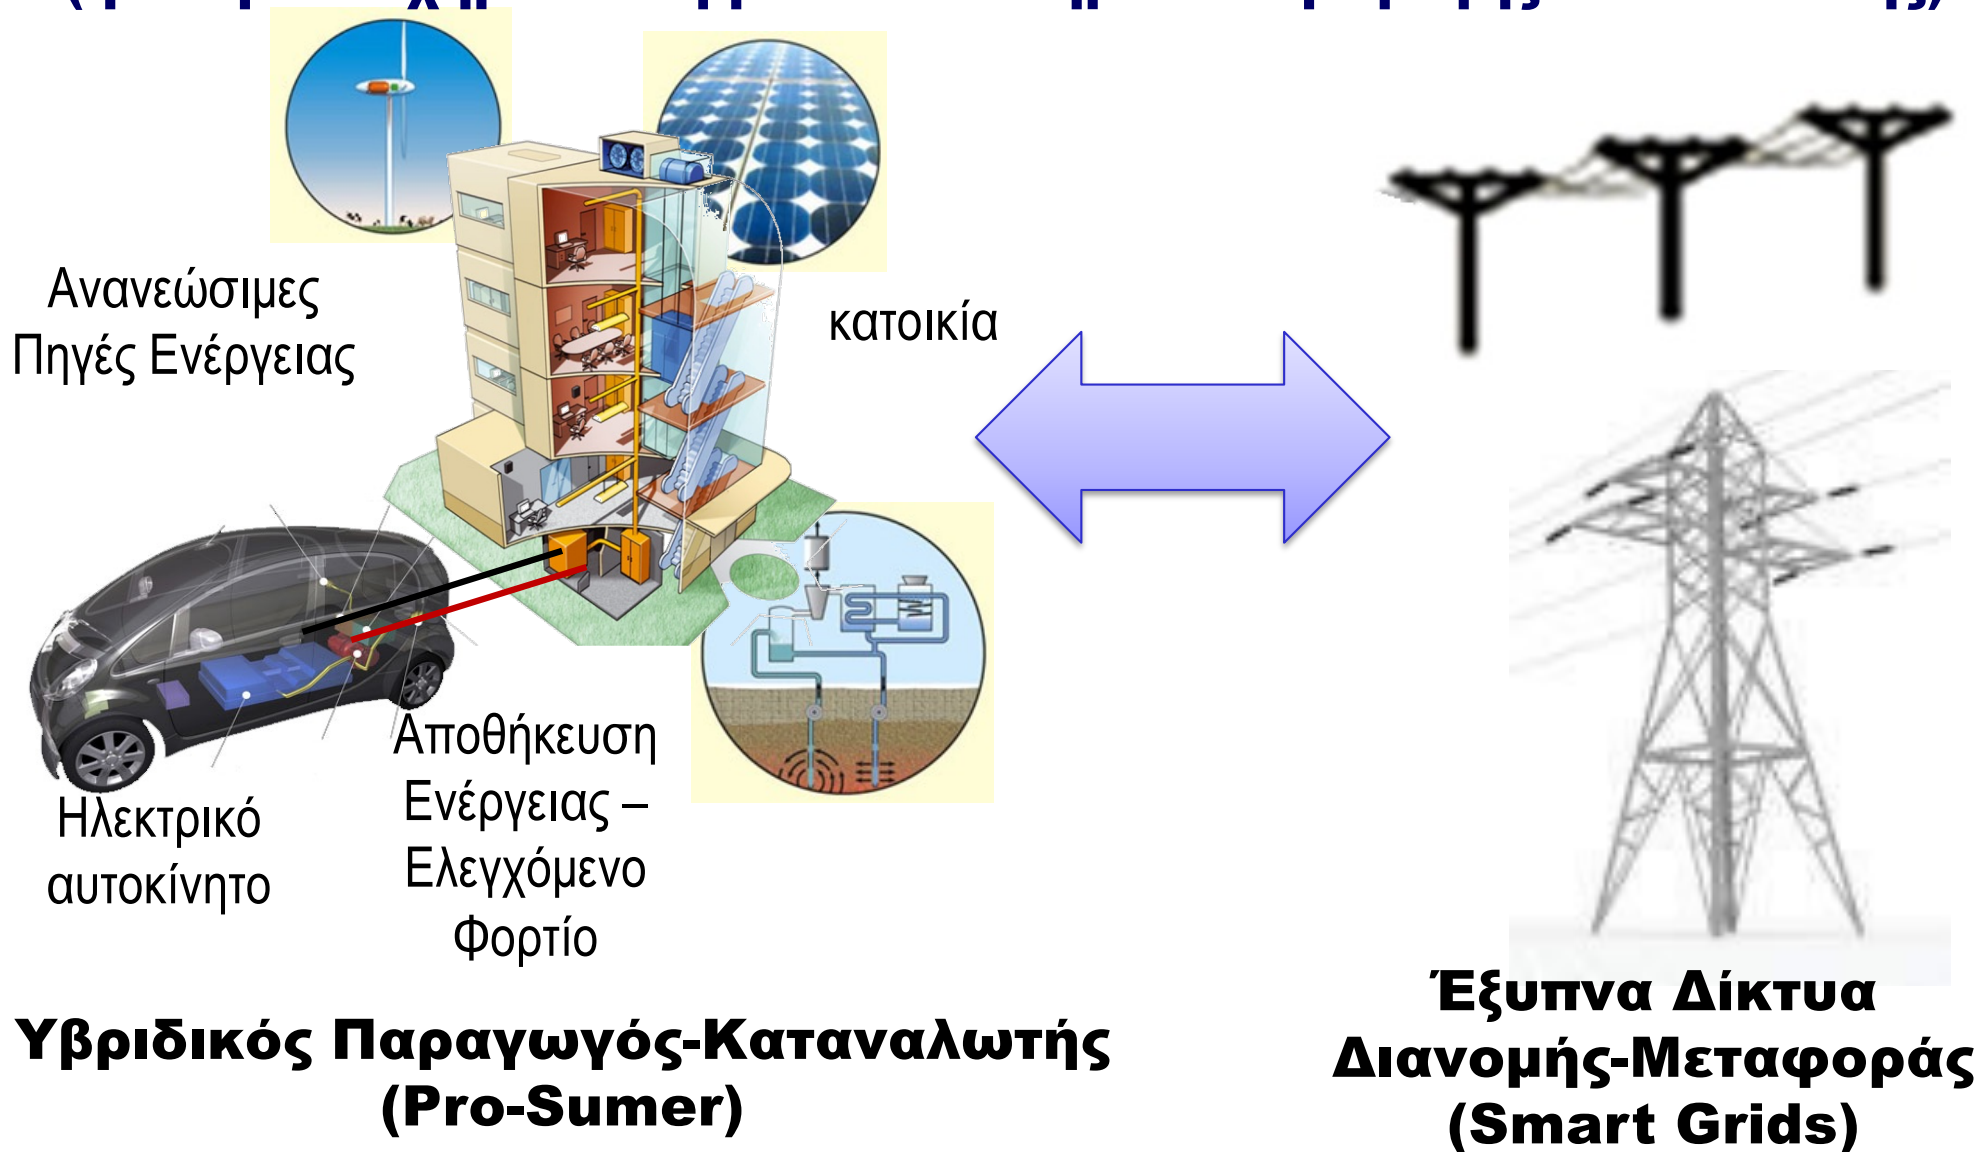 Ανανεώσιμες
Πηγές Ενέργειας
κατοικία
Ηλεκτρικό
αυτοκίνητο
Αποθήκευση
Ενέργειας –
Ελεγχόμενο
Φορτίο
Υβριδικός Παραγωγός-Καταναλωτής
(Pro-Sumer)
Έξυπνα Δίκτυα
Διανομής-Μεταφοράς
(Smart Grids)